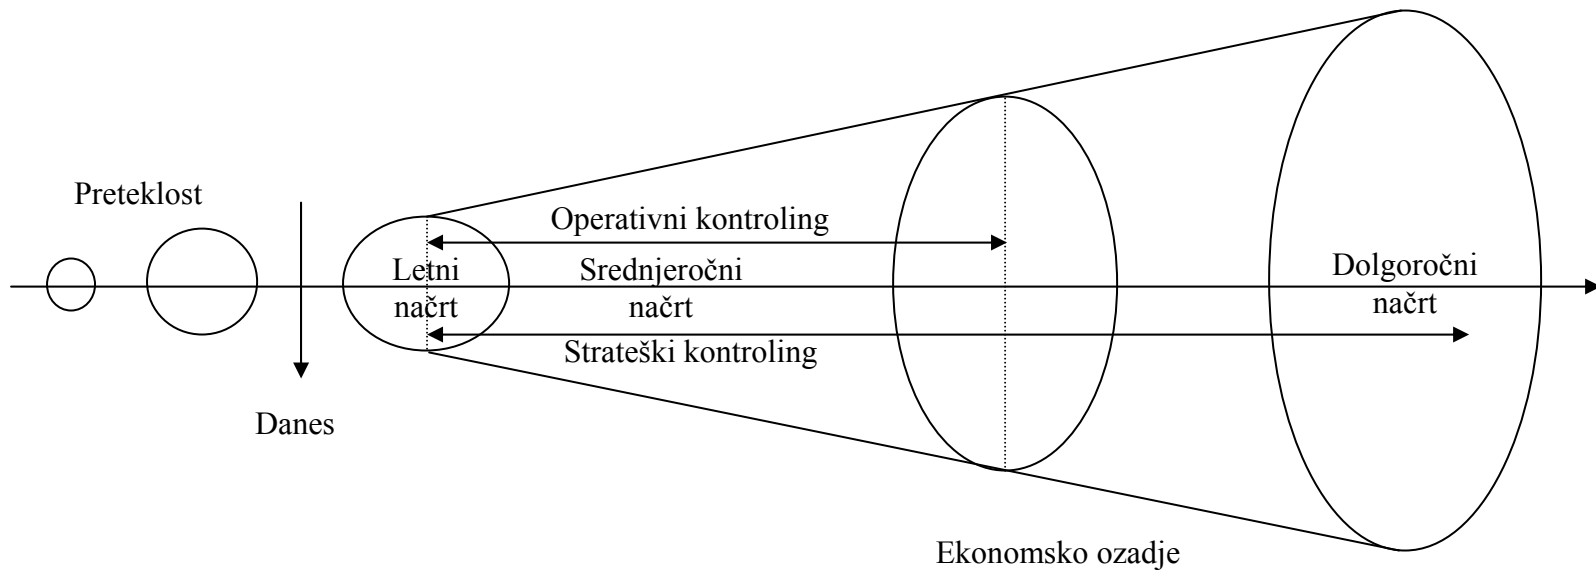 Preteklost
Operativni kontroling
Letni
načrt
Srednjeročni
načrt
Dolgoročni
načrt
Strateški kontroling
Danes
Ekonomsko ozadje